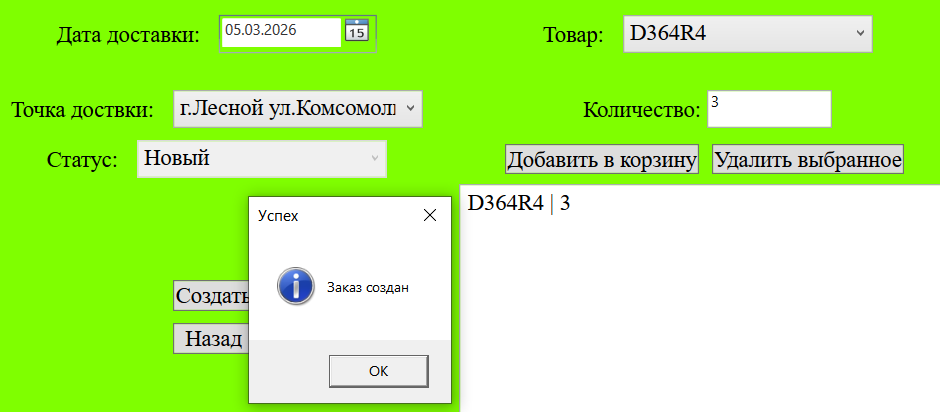 Дата доставки:
05.03.2026
15
Товар:
D364R4
Точка доствки:
г.Лесной ул.Комсомол
Количество:
3
Статус:
Новый
Добавить в корзину
Удалить выбранное
D364R4 | 3
Успех
Заказ создан
OK
Создать
Назад